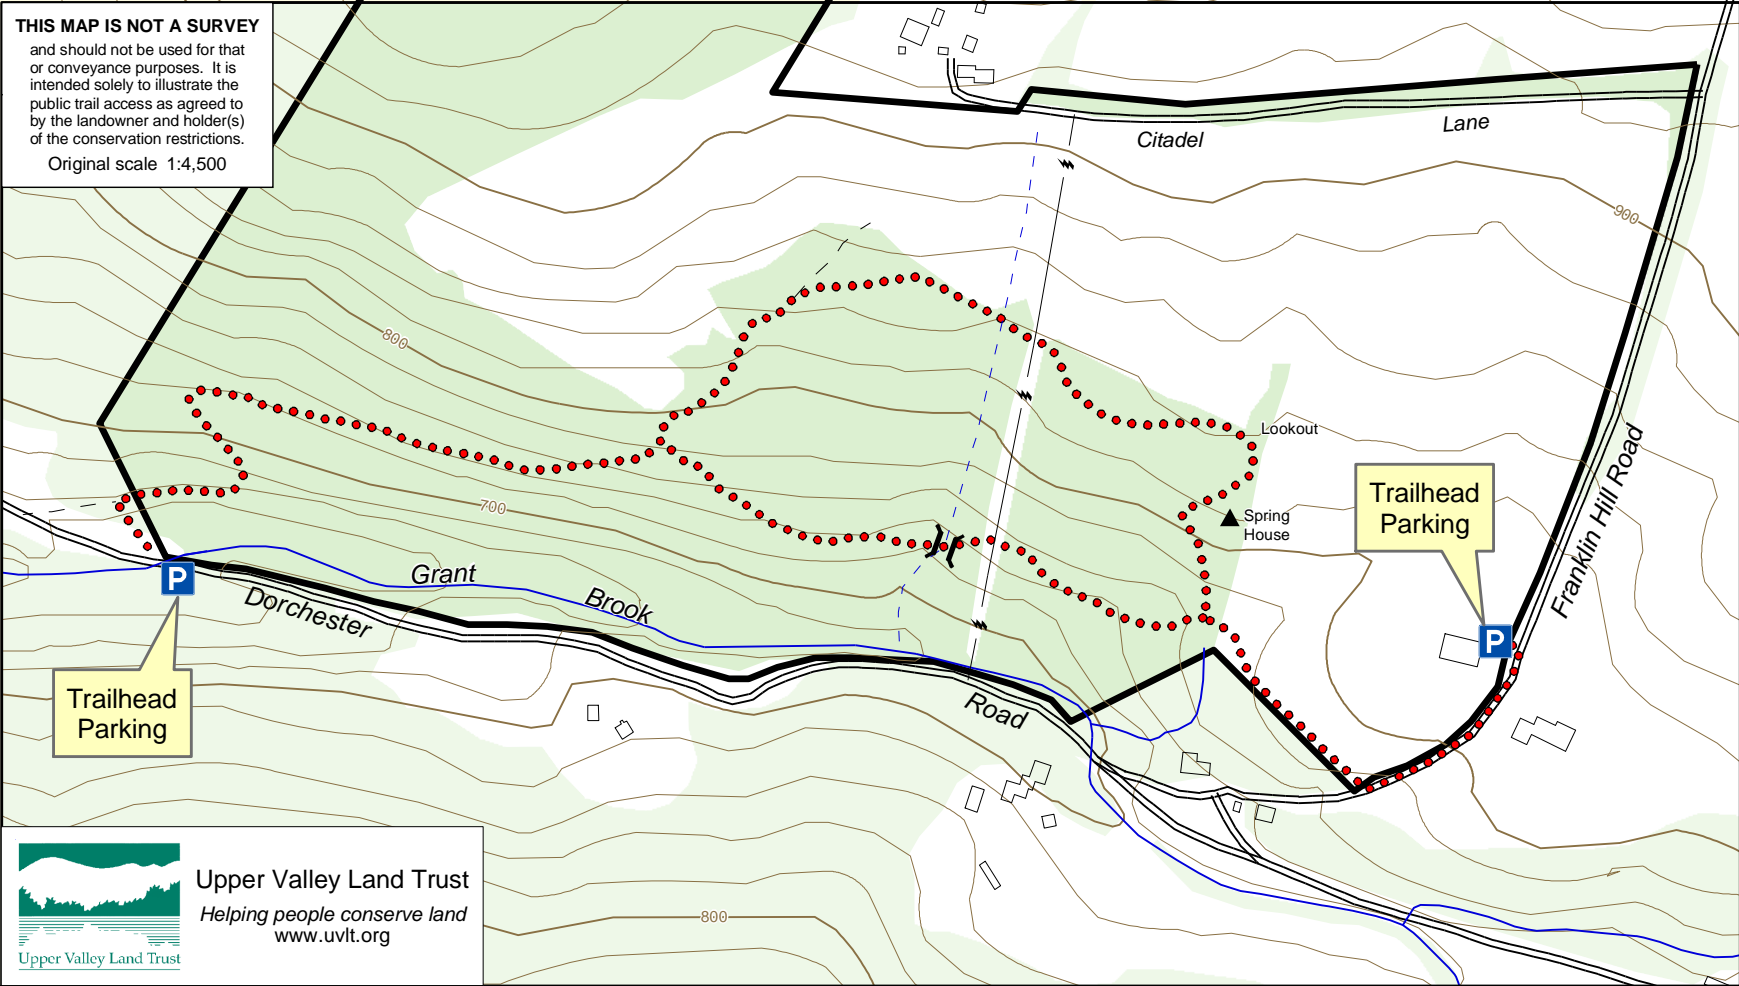 THIS MAP IS NOT A SURVEY
and should not be used for that
or conveyance purposes. It is
intended solely to illustrate the
public trail access as agreed to
by the landowner and holder(s)
of the conservation restrictions.
Original scale 1:4,500
Citadel
Lane
900
800
Lookout
Trailhead
Parking
700
Spring
House
Franklin Hill Road
P
Grant
Brook
Dorchester
Road
P
Trailhead
Parking
Upper Valley Land Trust
Helping people conserve land
www.uvlt.org
Upper Valley Land Trust
800